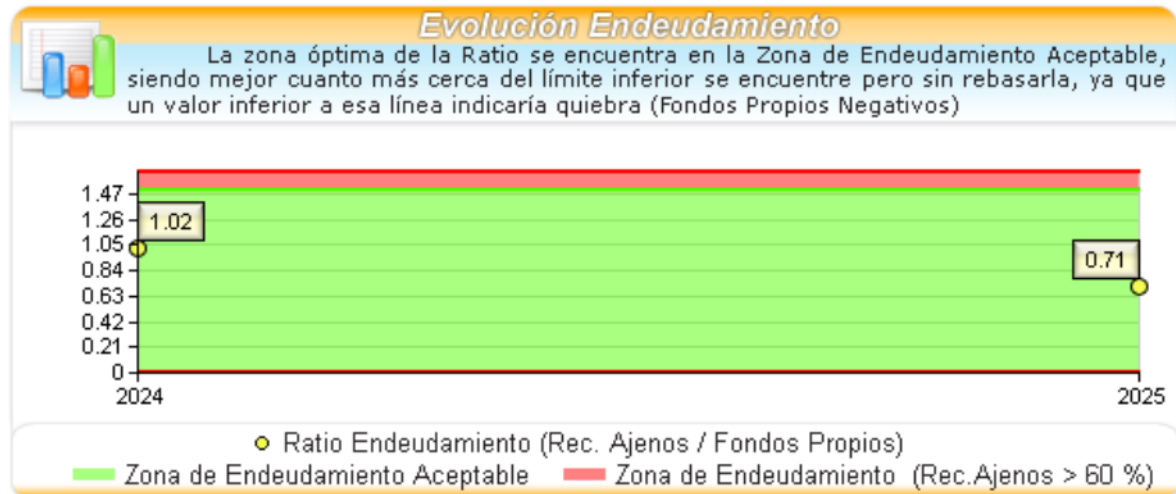 Evolución Endeudamiento
La zona óptima de la Ratio se encuentra en la Zona de Endeudamiento Aceptable,
siendo mejor cuanto más cerca del límite inferior se encuentre pero sin rebasarla, ya que
un valor inferior a esa línea indicaría quiebra (Fondos Propios Negativos)
1.47
1.26
1.02
1.05
0.84
0.71
0.63
0.42
0.21
0
2024
2025
Ratio Endeudamiento (Rec. Ajenos / Fondos Propios)
Zona de Endeudamiento Aceptable
Zona de Endeudamiento (Rec.Ajenos > 60 %)